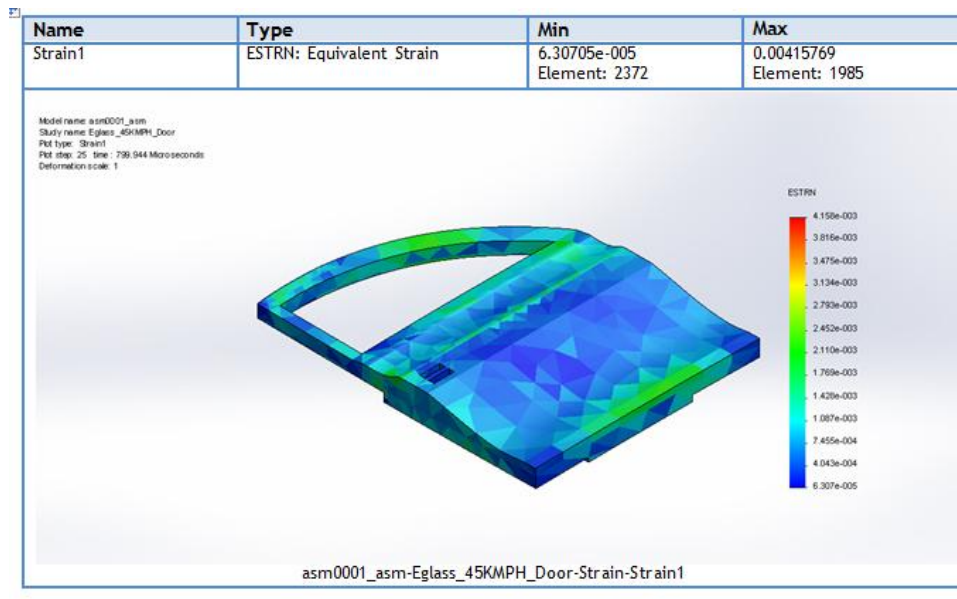 Name Type Min Max
Strain1 ESTRN: Equivalent Strain 6.30705e-005 0.00415769
Element: 2372 Element: 1985
Model name: asm0001_asm
Study name: Eglass_45KMPH_Door
Plot type: Strain1
Plot step: 25 time : 799.944 Microseconds
Deformation scale: 1
ESTRN
4.158e-003
3.816e-003
3.475e-003
3.134e-003
2.793e-003
2.452e-003
2.110e-003
1.769e-003
1.428e-003
1.087e-003
7.455e-004
4.043e-004
6.307e-005
asm0001_asm-Eglass_45KMPH_Door-Strain-Strain1